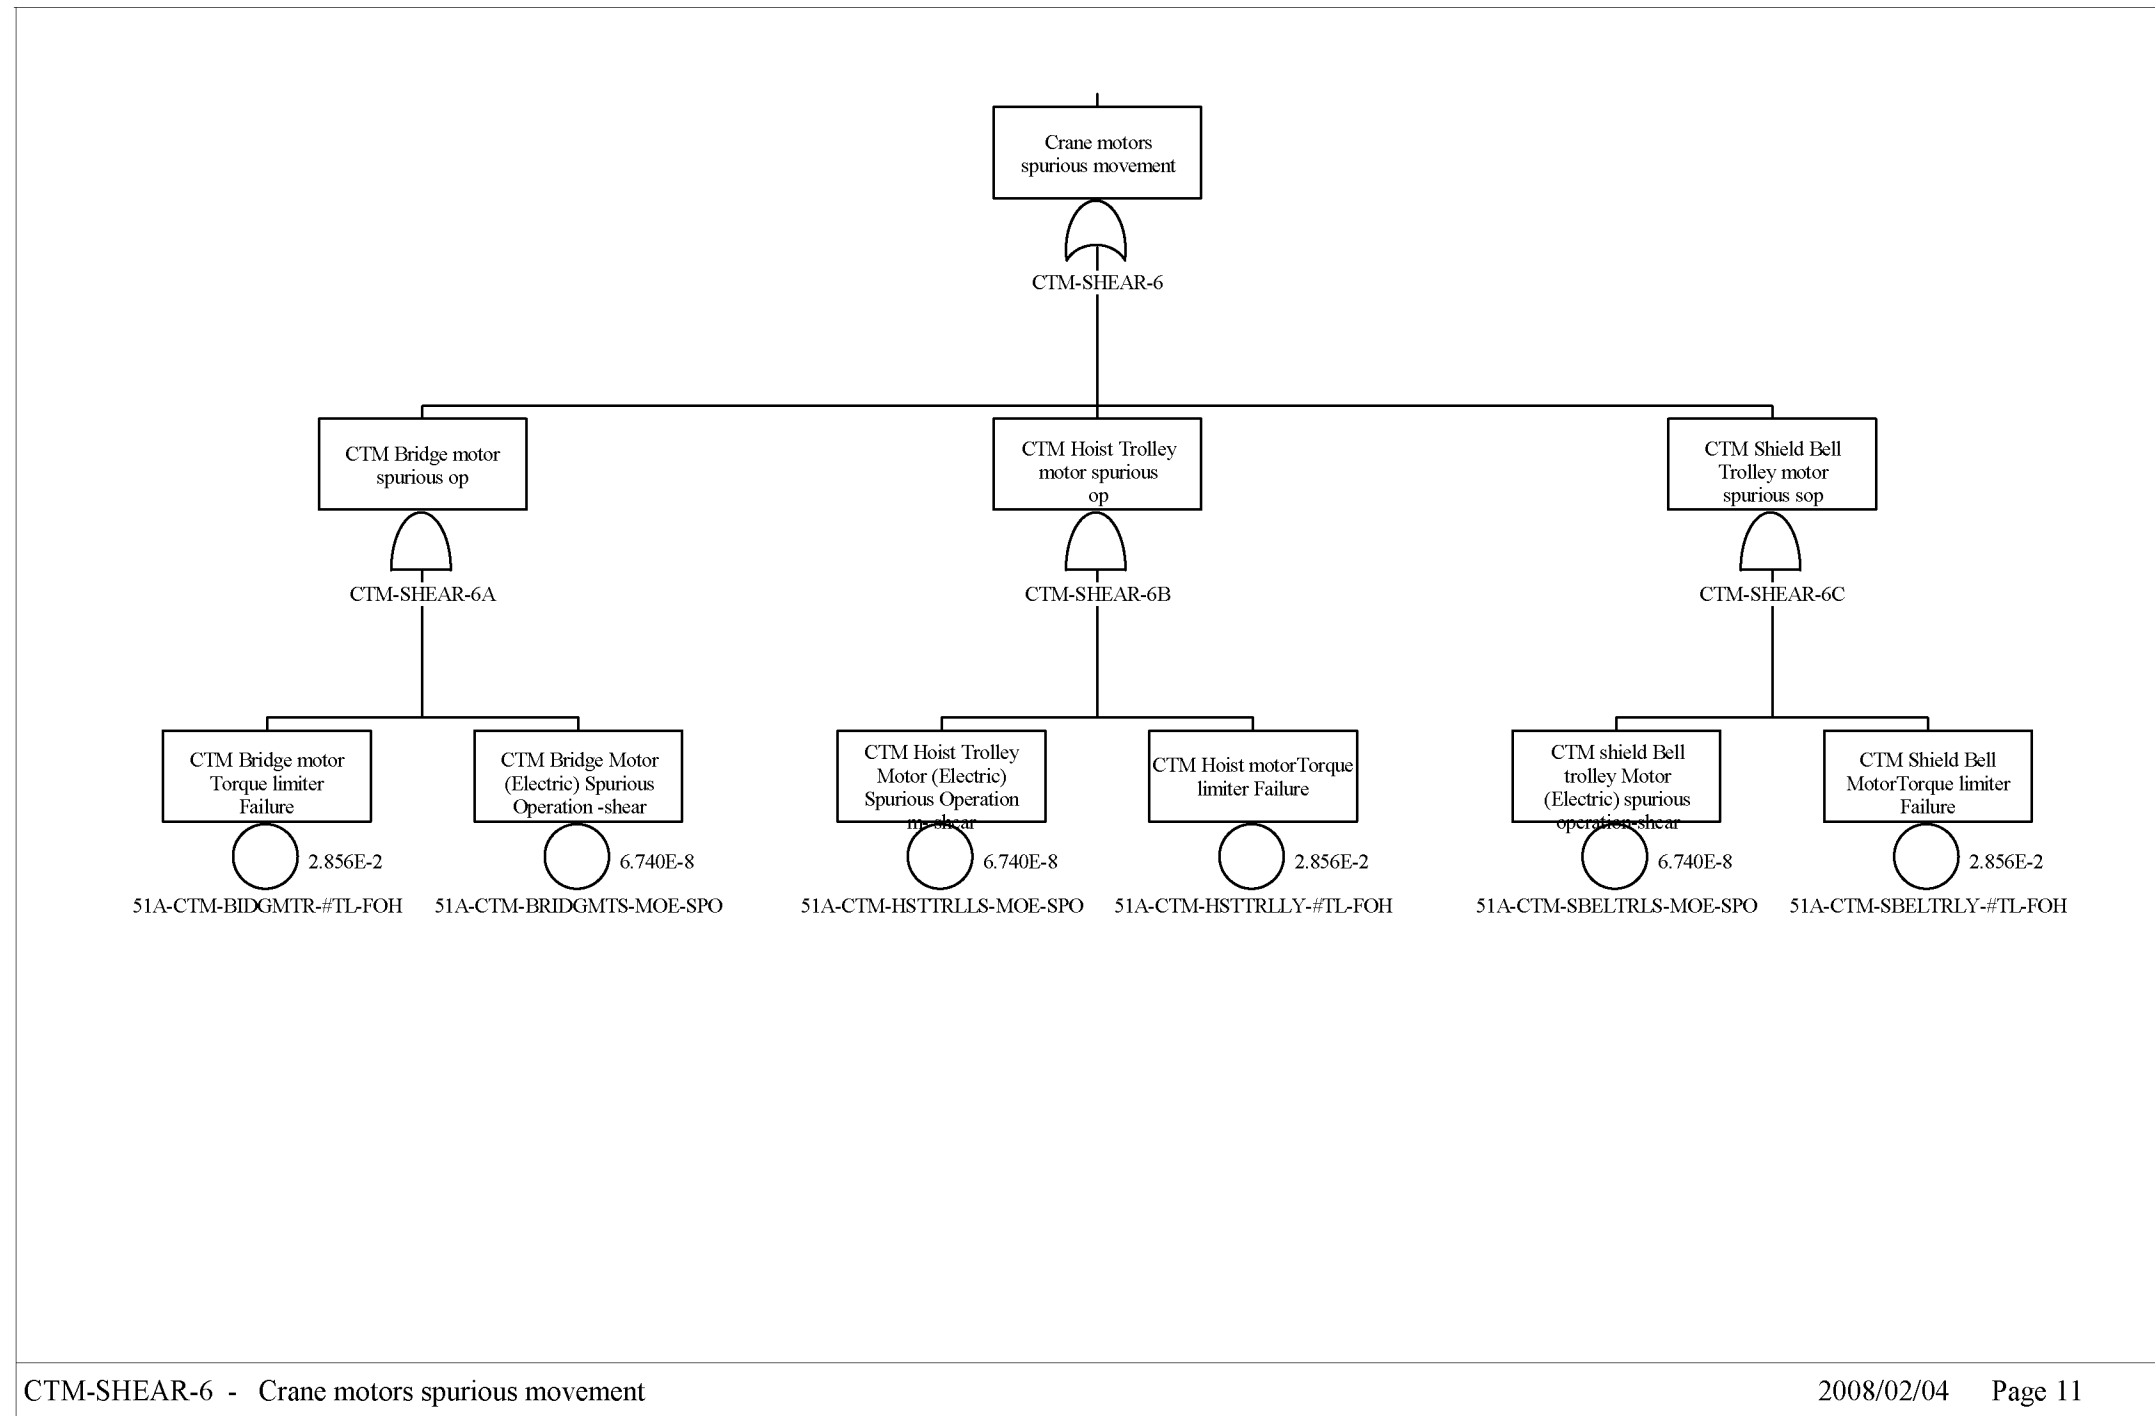 Crane motors
spurious movement
CTM-SHEAR-6
CTM Bridge motor
spurious op
CTM-SHEAR-6A
CTM Hoist Trolley
motor spurious
op
CTM-SHEAR-6B
CTM Shield Bell
Trolley motor
spurious sop
CTM-SHEAR-6C
CTM Bridge motor
Torque limiter
Failure
2.856E-2
51A-CTM-BIDGMTR-#TL-FOH
CTM Bridge Motor
(Electric) Spurious
Operation -shear
6.740E-8
51A-CTM-BRIDGMTS-MOE-SPO
CTM Hoist Trolley
Motor (Electric)
Spurious Operation
m--shear
6.740E-8
51A-CTM-HSTTRLLS-MOE-SPO
CTM Hoist motorTorque
limiter Failure
2.856E-2
51A-CTM-HSTTRLLY-#TL-FOH
CTM shield Bell
trolley Motor
(Electric) spurious
operation-shear
6.740E-8
51A-CTM-SBELTRLS-MOE-SPO
CTM Shield Bell
MotorTorque limiter
Failure
2.856E-2
51A-CTM-SBELTRLY-#TL-FOH
CTM-SHEAR-6 - Crane motors spurious movement
2008/02/04 Page 11